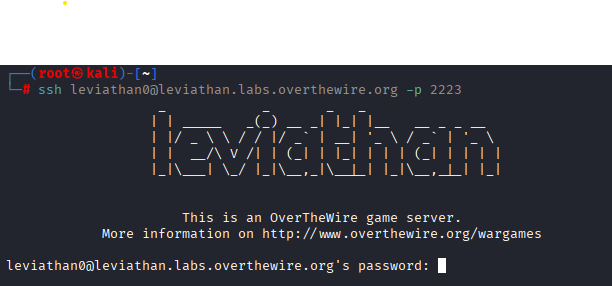 ┌──(root㉿kali)-[~]
└─# ssh leviathan0@leviathan.labs.overthewire.org -p 2223
leviathan
This is an OverTheWire game server.
More information on http://www.overthewire.org/wargames
leviathan0@leviathan.labs.overthewire.org's password: